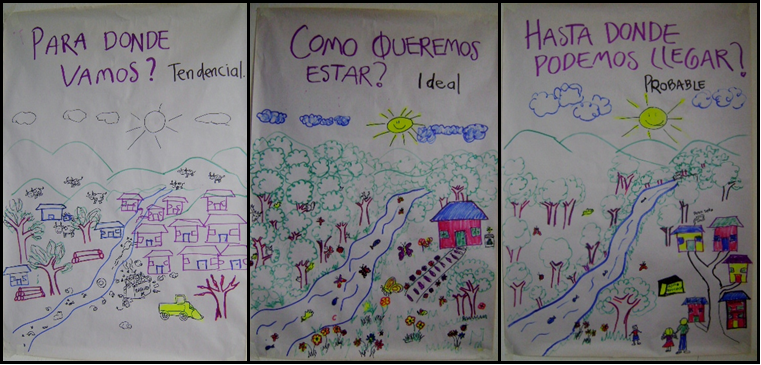 PARA DONDE
VAMOS? Tendencial.
COMO QUEREMOS
ESTAR? Ideal
HASTA DONDE
PODEMOS LLEGAR?
PROBABLE